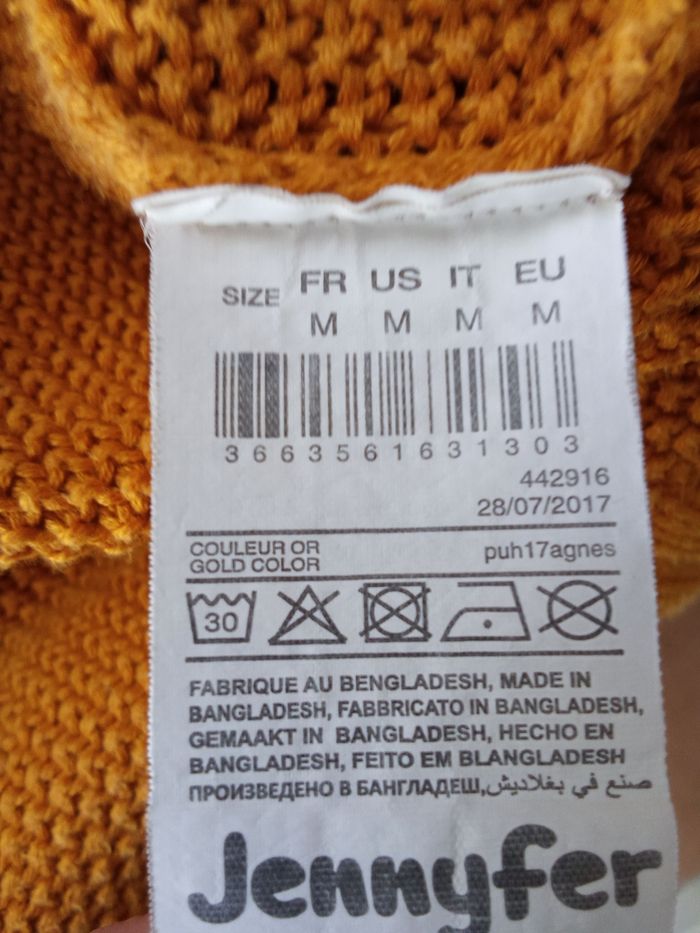 SIZE FR US IT EU
M M M M
3663561631303
442916
28/07/2017
COULEUR OR
GOLD COLOR
puh17agnes
30
FABRIQUE AU BENGLADESH, MADE IN
BANGLADESH, FABBRICATO IN BANGLADESH,
GEMAAKT IN BANGLADESH, HECHO EN
BANGLADESH, FEITO EM BLANGLADESH
ПРОИЗВЕДЕНО В БАНГЛАДЕШ,صنع في بغلاديش
Jennyfer